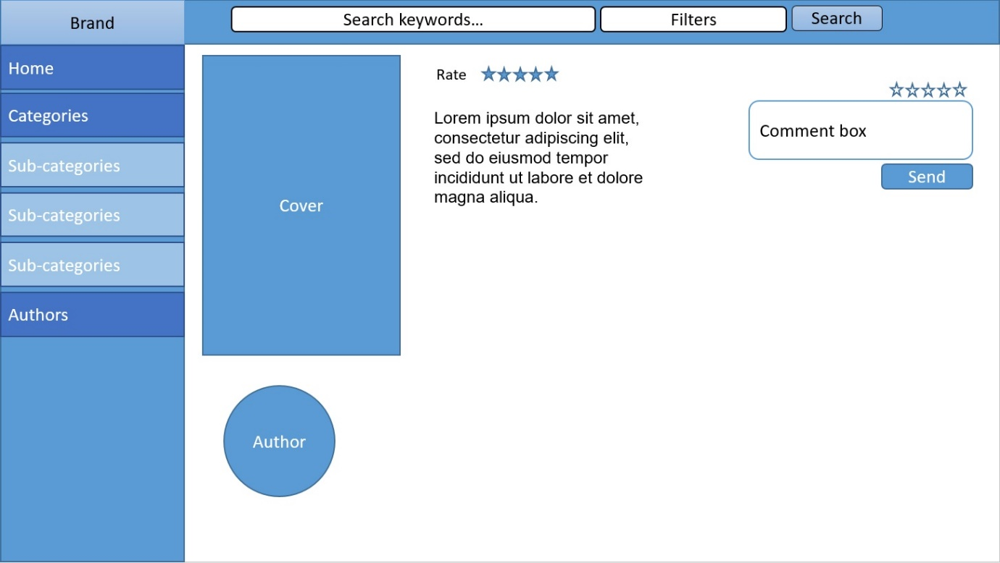 Brand
Search keywords...
Filters
Search
Home
Categories
Sub-categories
Sub-categories
Sub-categories
Authors
Cover
Author
Rate
Lorem ipsum dolor sit amet,
consectetur adipiscing elit,
sed do eiusmod tempor
incididunt ut labore et dolore
magna aliqua.
Comment box
Send